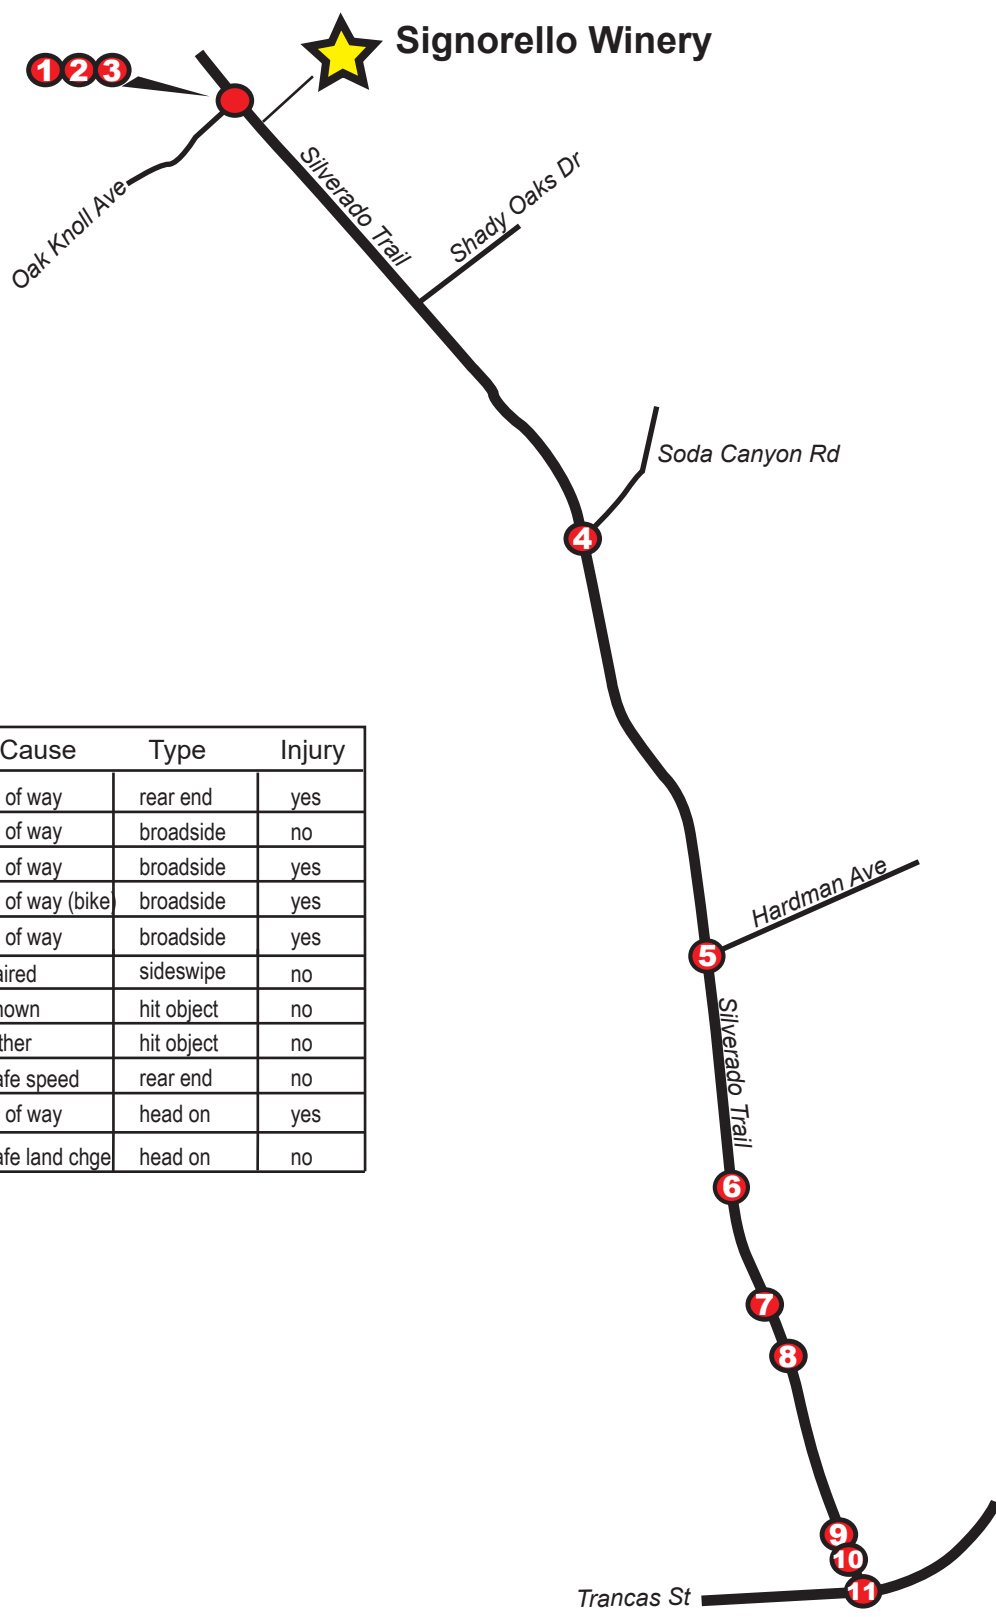 Signorello Winery
1 2 3
Silverado Trail
Oak Knoll Ave
Shady Oaks Dr
Soda Canyon Rd
4
Cause Type Injury
of way rear end yes
of way broadside no
of way broadside yes
of way (bike) broadside yes
of way broadside yes
aired sideswipe no
nown hit object no
ther hit object no
afe speed rear end no
of way head on yes
afe land chge head on no
Hardman Ave
5
Silverado Trail
6
7
8
9
10
11
Trancas St